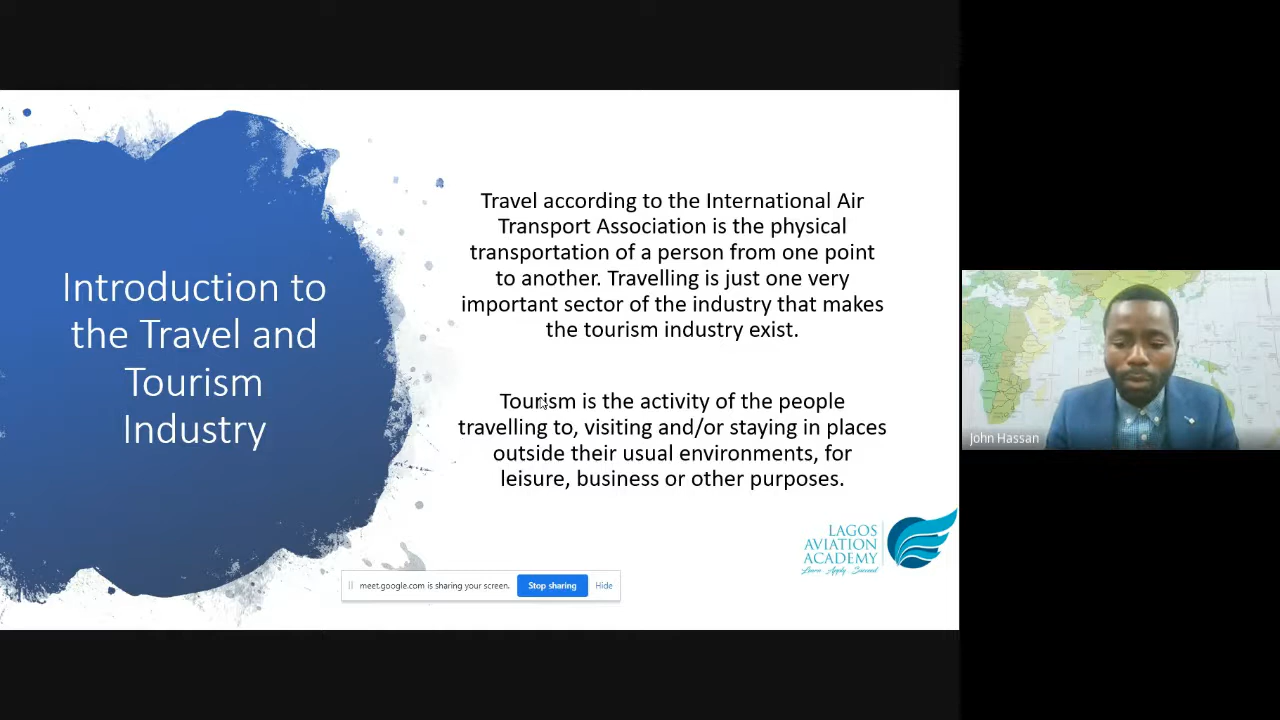 Introduction to
the Travel and
Tourism
Industry
Travel according to the International Air
Transport Association is the physical
transportation of a person from one point
to another. Travelling is just one very
important sector of the industry that makes
the tourism industry exist.
Tourism is the activity of the people
travelling to, visiting and/or staying in places
outside their usual environments, for
leisure, business or other purposes.
LAGOS
AVIATION
ACADEMY
Learn Apply Succeed
meet.google.com is sharing your screen.
Stop sharing
Hide
John Hassan